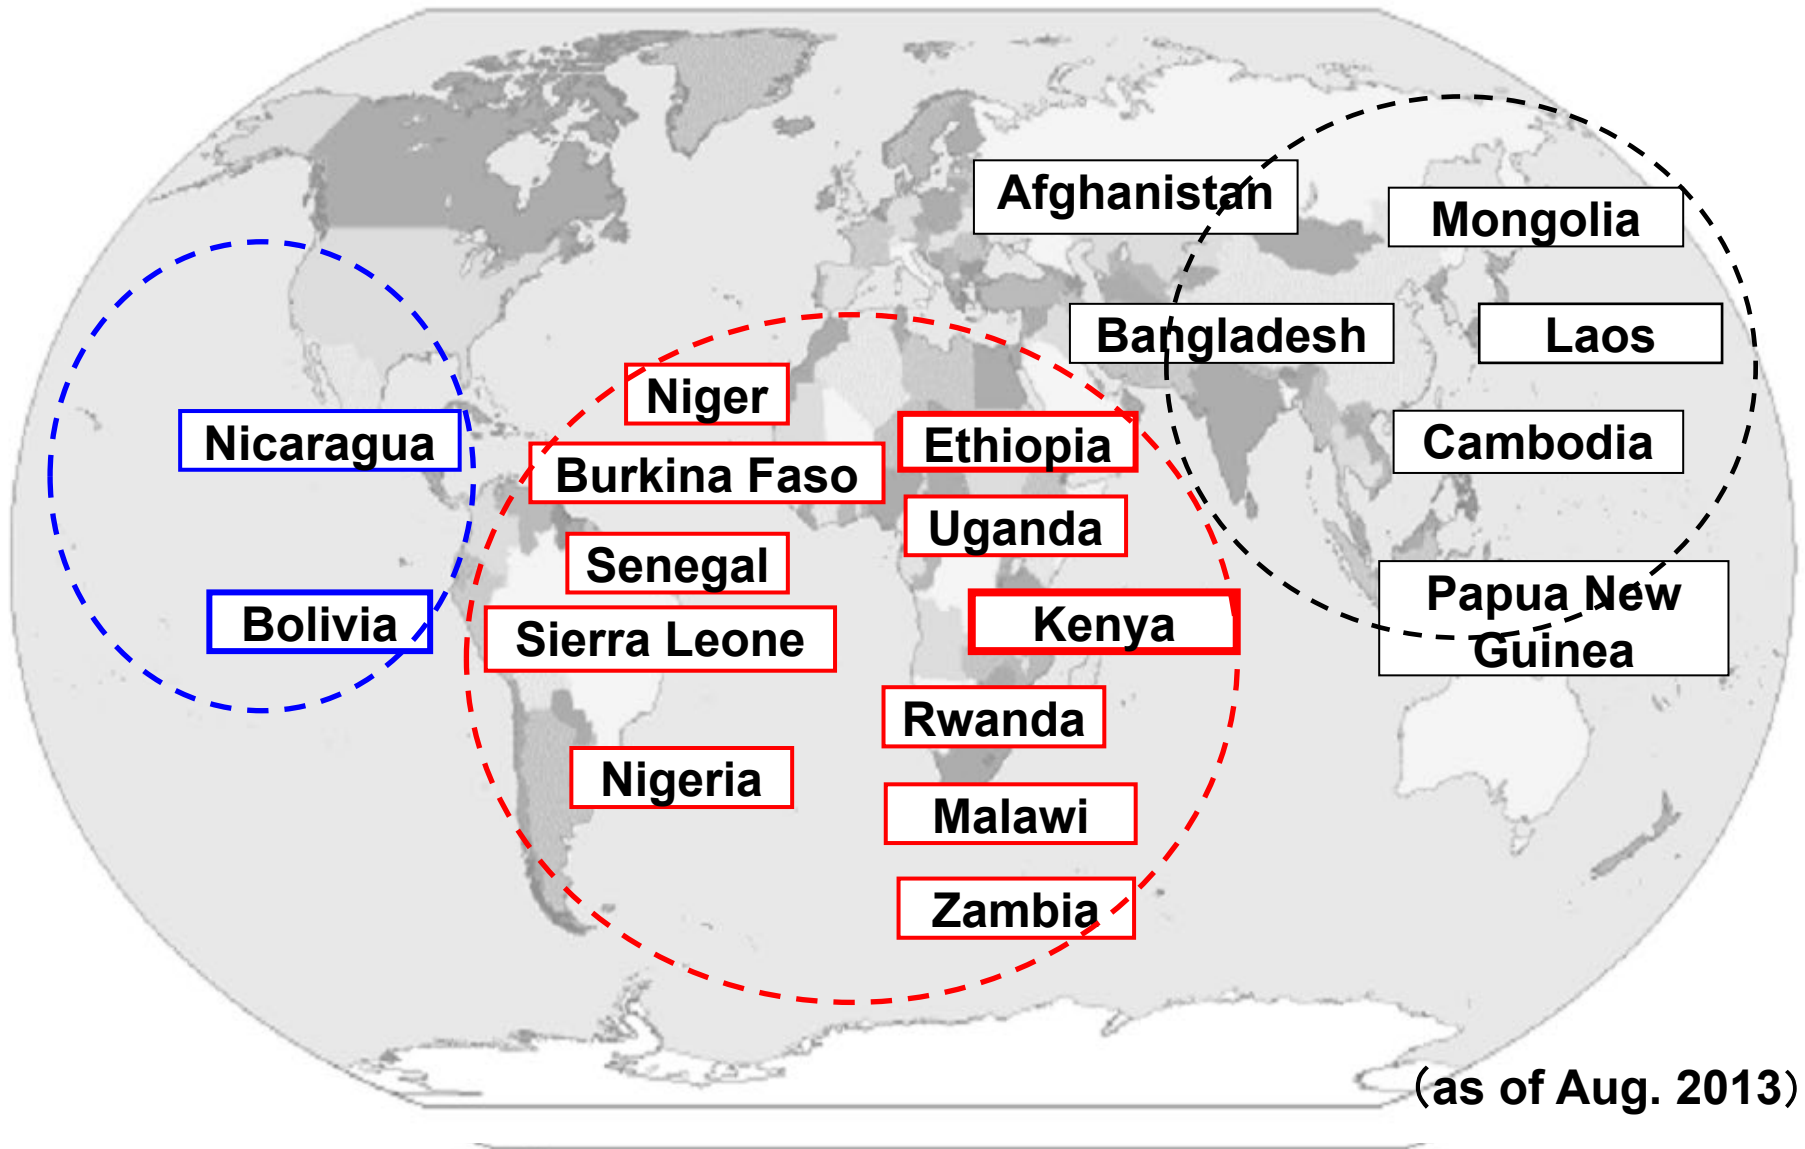 Afghanistan
Mongolia
Bangladesh
Laos
Niger
Nicaragua
Ethiopia
Cambodia
Burkina Faso
Uganda
Senegal
Papua New
Guinea
Bolivia
Sierra Leone
Kenya
Rwanda
Nigeria
Malawi
Zambia
（as of Aug. 2013）